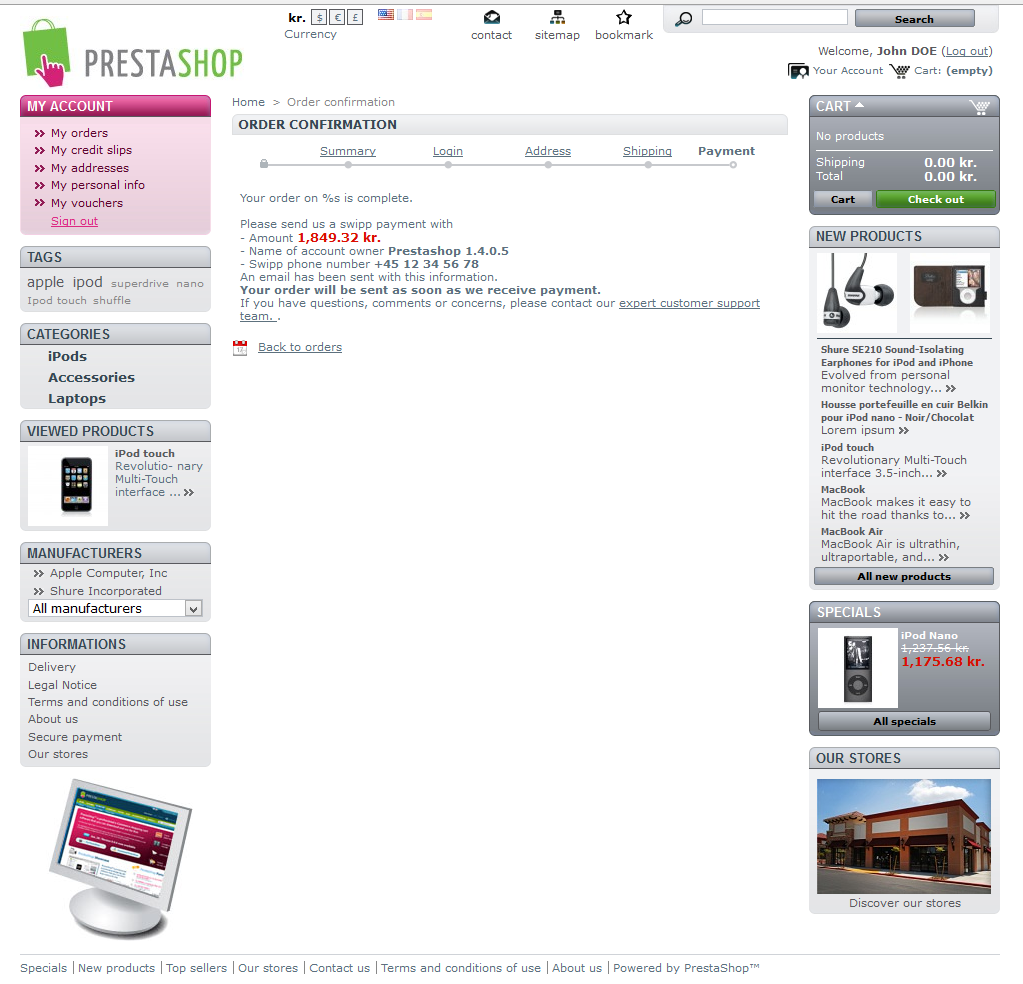 kr. $ € £
Currency
contact
sitemap
bookmark
Search
PRESTASHOP
Welcome, John DOE (Log out)
Your Account Cart: (empty)
MY ACCOUNT
My orders
My credit slips
My addresses
My personal info
My vouchers
Sign out
TAGS
apple ipod superdrive nano
Ipod touch shuffle
CATEGORIES
iPods
Accessories
Laptops
VIEWED PRODUCTS
iPod touch
Revolutio- nary
Multi-Touch
interface ...
MANUFACTURERS
Apple Computer, Inc
Shure Incorporated
All manufacturers
INFORMATIONS
Delivery
Legal Notice
Terms and conditions of use
About us
Secure payment
Our stores
Home > Order confirmation
ORDER CONFIRMATION
Summary Login Address Shipping Payment
Your order on %s is complete.
Please send us a swipp payment with
- Amount 1,849.32 kr.
- Name of account owner Prestashop 1.4.0.5
- Swipp phone number +45 12 34 56 78
An email has been sent with this information.
Your order will be sent as soon as we receive payment.
If you have questions, comments or concerns, please contact our expert customer support
team. .
Back to orders
CART
No products
Shipping 0.00 kr.
Total 0.00 kr.
Cart Check out
NEW PRODUCTS
Shure SE210 Sound-Isolating
Earphones for iPod and iPhone
Evolved from personal
monitor technology...
Housse portefeuille en cuir Belkin
pour iPod nano - Noir/Chocolat
Lorem ipsum
iPod touch
Revolutionary Multi-Touch
interface 3.5-inch...
MacBook
MacBook makes it easy to
hit the road thanks to...
MacBook Air
MacBook Air is ultrathin,
ultraportable, and...
All new products
SPECIALS
iPod Nano
1,237.56 kr.
1,175.68 kr.
All specials
OUR STORES
Discover our stores
Specials | New products | Top sellers | Our stores | Contact us | Terms and conditions of use | About us | Powered by PrestaShop™